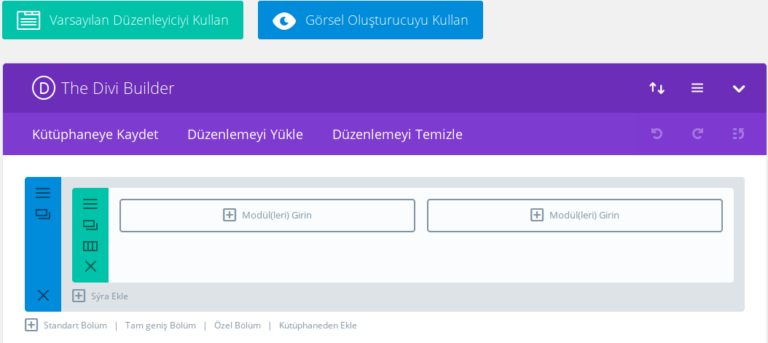 Varsayılan Düzenleyiciyi Kullan Görsel Oluşturucuyu Kullan
D The Divi Builder
Kütüphaneye Kaydet Düzenlemeyi Yükle Düzenlemeyi Temizle
Modül(leri) Girin Modül(leri) Girin
Sýra Ekle
Standart Bölüm | Tam geniş Bölüm | Özel Bölüm | Kütüphaneden Ekle